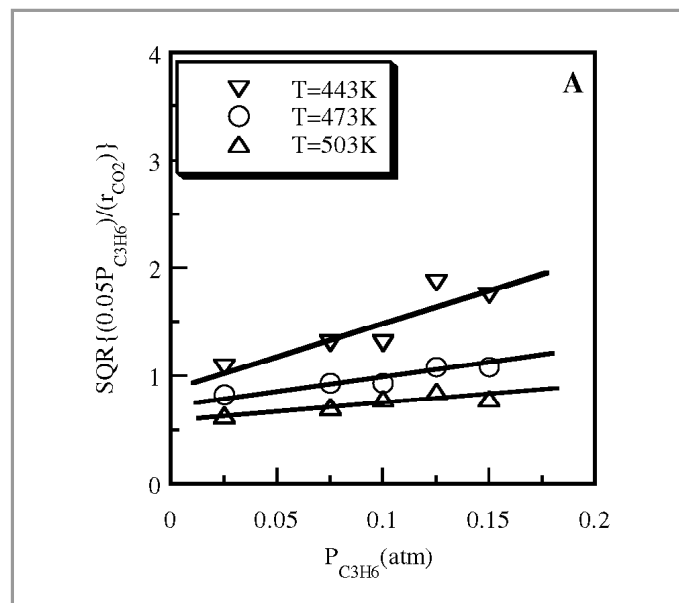 A
T=443K
T=473K
T=503K
SQR{(0.05P_C3H6)/(r_CO2)}
4
3
2
1
0
0
0.05
0.1
0.15
0.2
P_C3H6(atm)